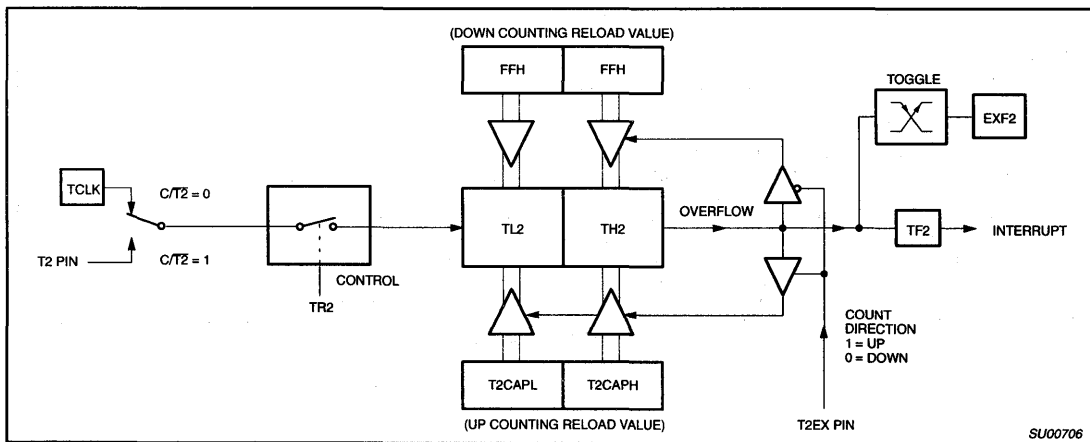 (DOWN COUNTING RELOAD VALUE)
FFH FFH
TOGGLE
EXF2
TCLK
C/T2 = 0
TL2 TH2
OVERFLOW
TF2
INTERRUPT
T2 PIN
C/T2 = 1
CONTROL
TR2
COUNT
DIRECTION
1 = UP
0 = DOWN
T2CAPL T2CAPH
(UP COUNTING RELOAD VALUE)
T2EX PIN
SU00706